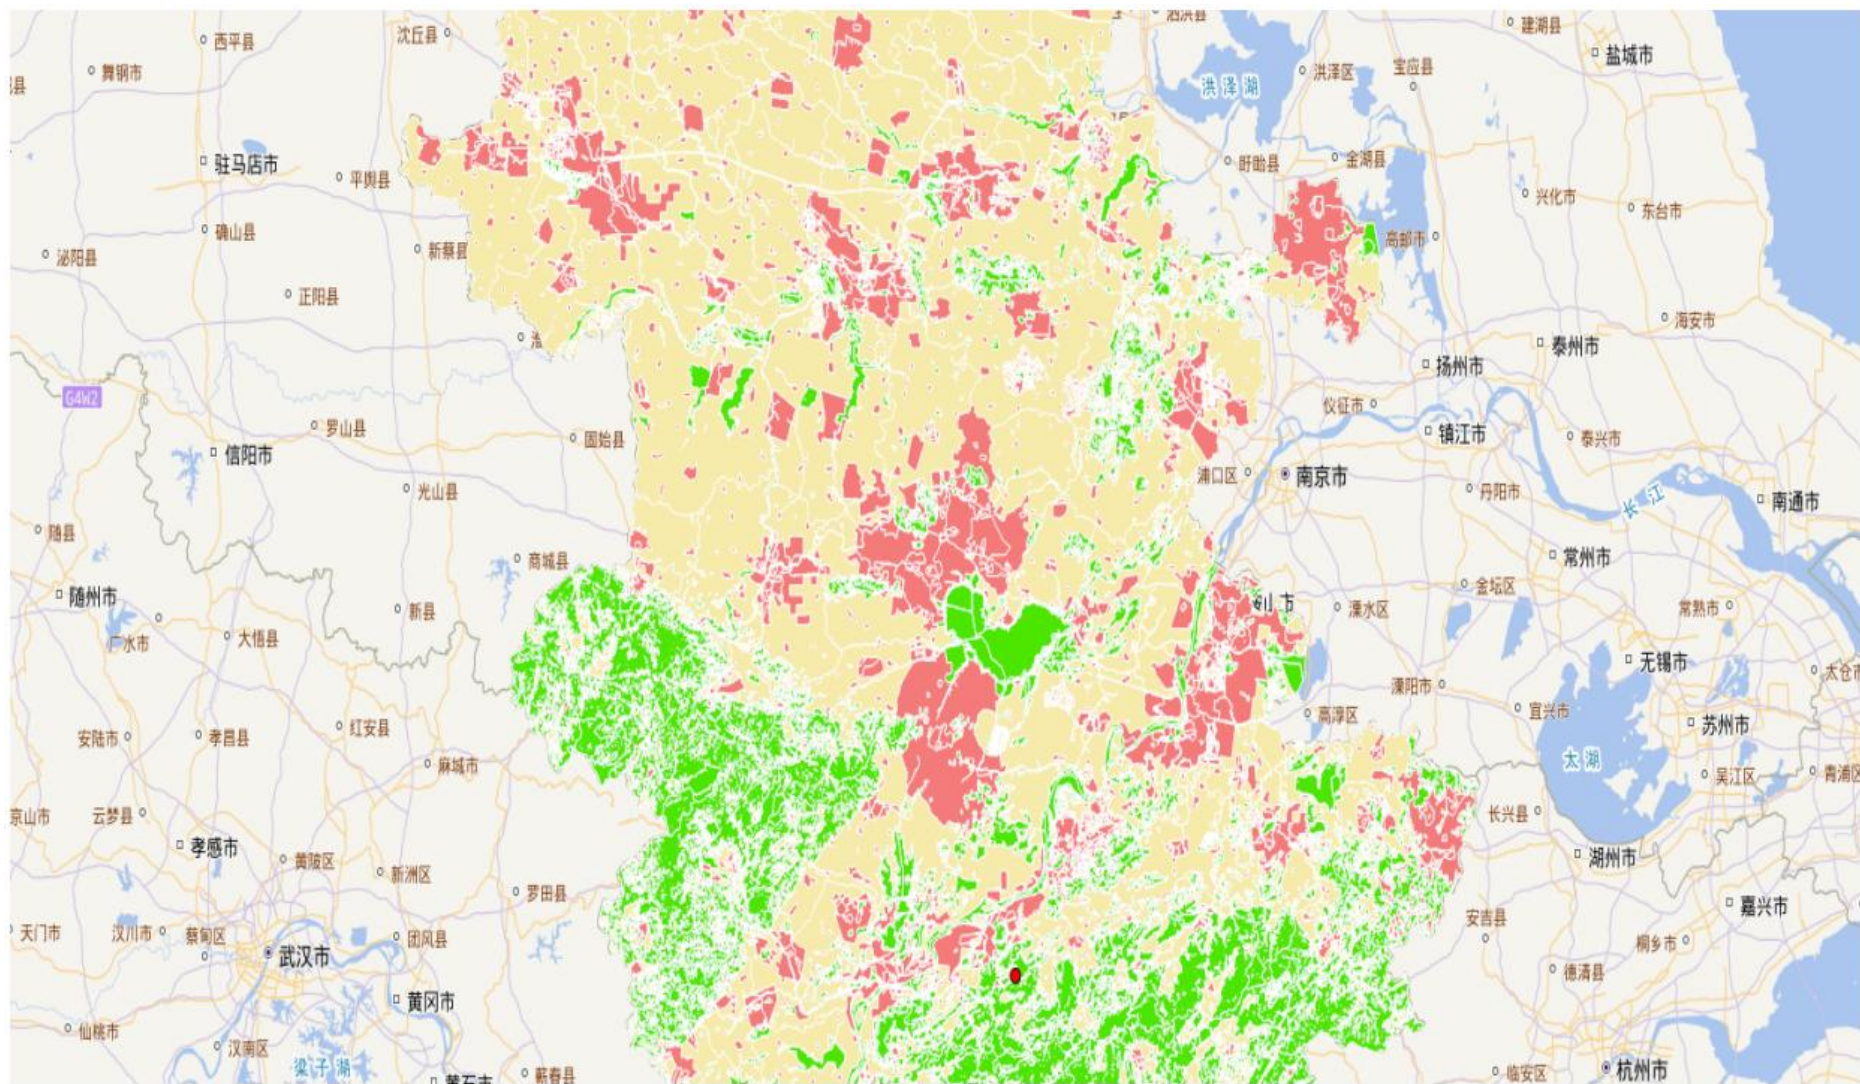 泗洪县
建湖县
沈丘县
西平县
盐城市
舞钢市
洪泽区
宝应县
洪泽湖
县
驻马店市
平舆县
盱眙县
金湖县
兴化市
东台市
确山县
新蔡县
高邮市
泌阳县
正阳县
海安市
泰州市
扬州市
G4W2
仪征市
罗山县
固始县
镇江市
泰兴市
信阳市
浦口区
南京市
光山县
丹阳市
长江
南通市
随县
商城县
常州市
金坛区
随州市
新县
山市
溧水区
常熟市
广水市
大悟县
无锡市
太仓市
溧阳市
高淳区
宜兴市
苏州市
红安县
安陆市
孝昌县
麻城市
太湖
吴江区
青浦区
京山市
云梦县
长兴县
孝感市
黄陂区
新洲区
湖州市
罗田县
嘉兴市
安吉县
天门市
汉川市
蔡甸区
团风县
桐乡市
武汉市
德清县
黄冈市
仙桃市
汉南区
梁子湖
黄石市
蕲春县
临安区
杭州市